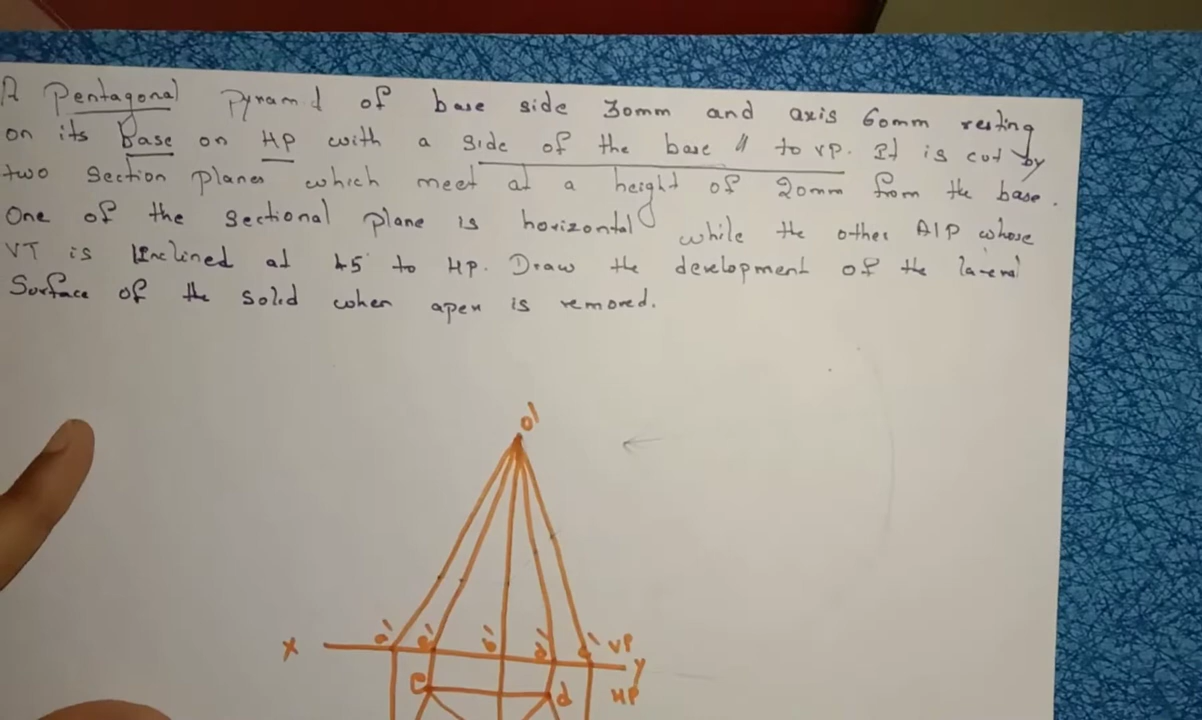 A Pentagonal Pyramid of base side 30mm and axis 60mm resting
on its Base on HP with a side of the base || to VP. It is cut by
two Section Planes which meet at a height of 20mm from the base.
One of the sectional plane is horizontal while the other AIP whose
VT is Inclined at 45° to HP. Draw the development of the lateral
Surface of the solid when apex is removed.
o'
a' e' b' d' c' VP
X Y
e d HP